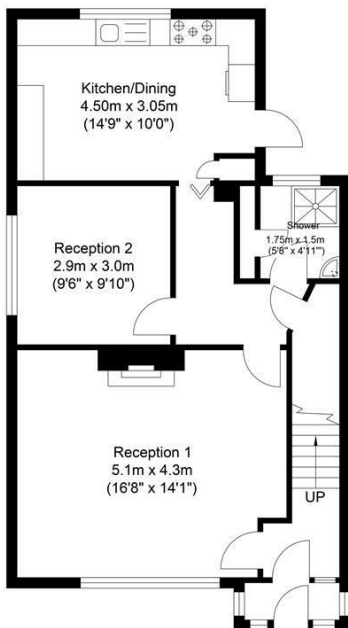 Kitchen/Dining
4.50m x 3.05m
(14'9" x 10'0")
Shower
1.75m x 1.5m
(5'8" x 4'11"")
Reception 2
2.9m x 3.0m
(9'6" x 9'10")
Reception 1
5.1m x 4.3m
(16'8" x 14'1")
UP